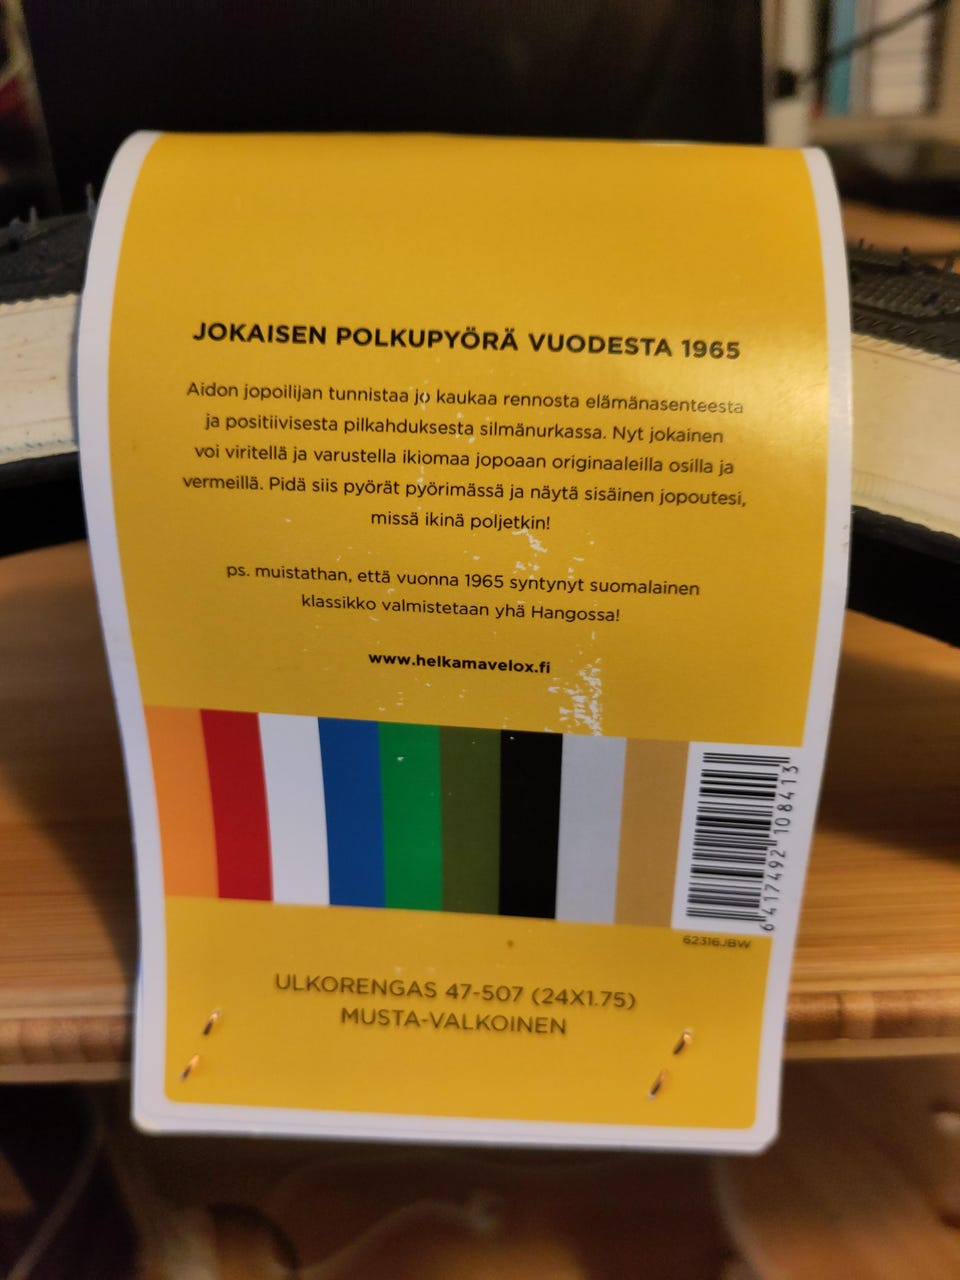 JOKAISEN POLKUPYÖRÄ VUODESTA 1965
Aidon jopoilijan tunnistaa jo kaukaa rennosta elämänasenteesta
ja positiivisesta pilkahduksesta silmänurkassa. Nyt jokainen
voi viritellä ja varustella ikiomaa jopoaan originaaleilla osilla ja
vermeillä. Pidä siis pyörät pyörimässä ja näytä sisäinen jopoutesi,
missä ikinä poljetkin!
ps. muistathan, että vuonna 1965 syntynyt suomalainen
klassikko valmistetaan yhä Hangossa!
www.helkamavelox.fi
6417492108413
62316JBW
ULKORENGAS 47-507 (24X1.75)
MUSTA-VALKOINEN